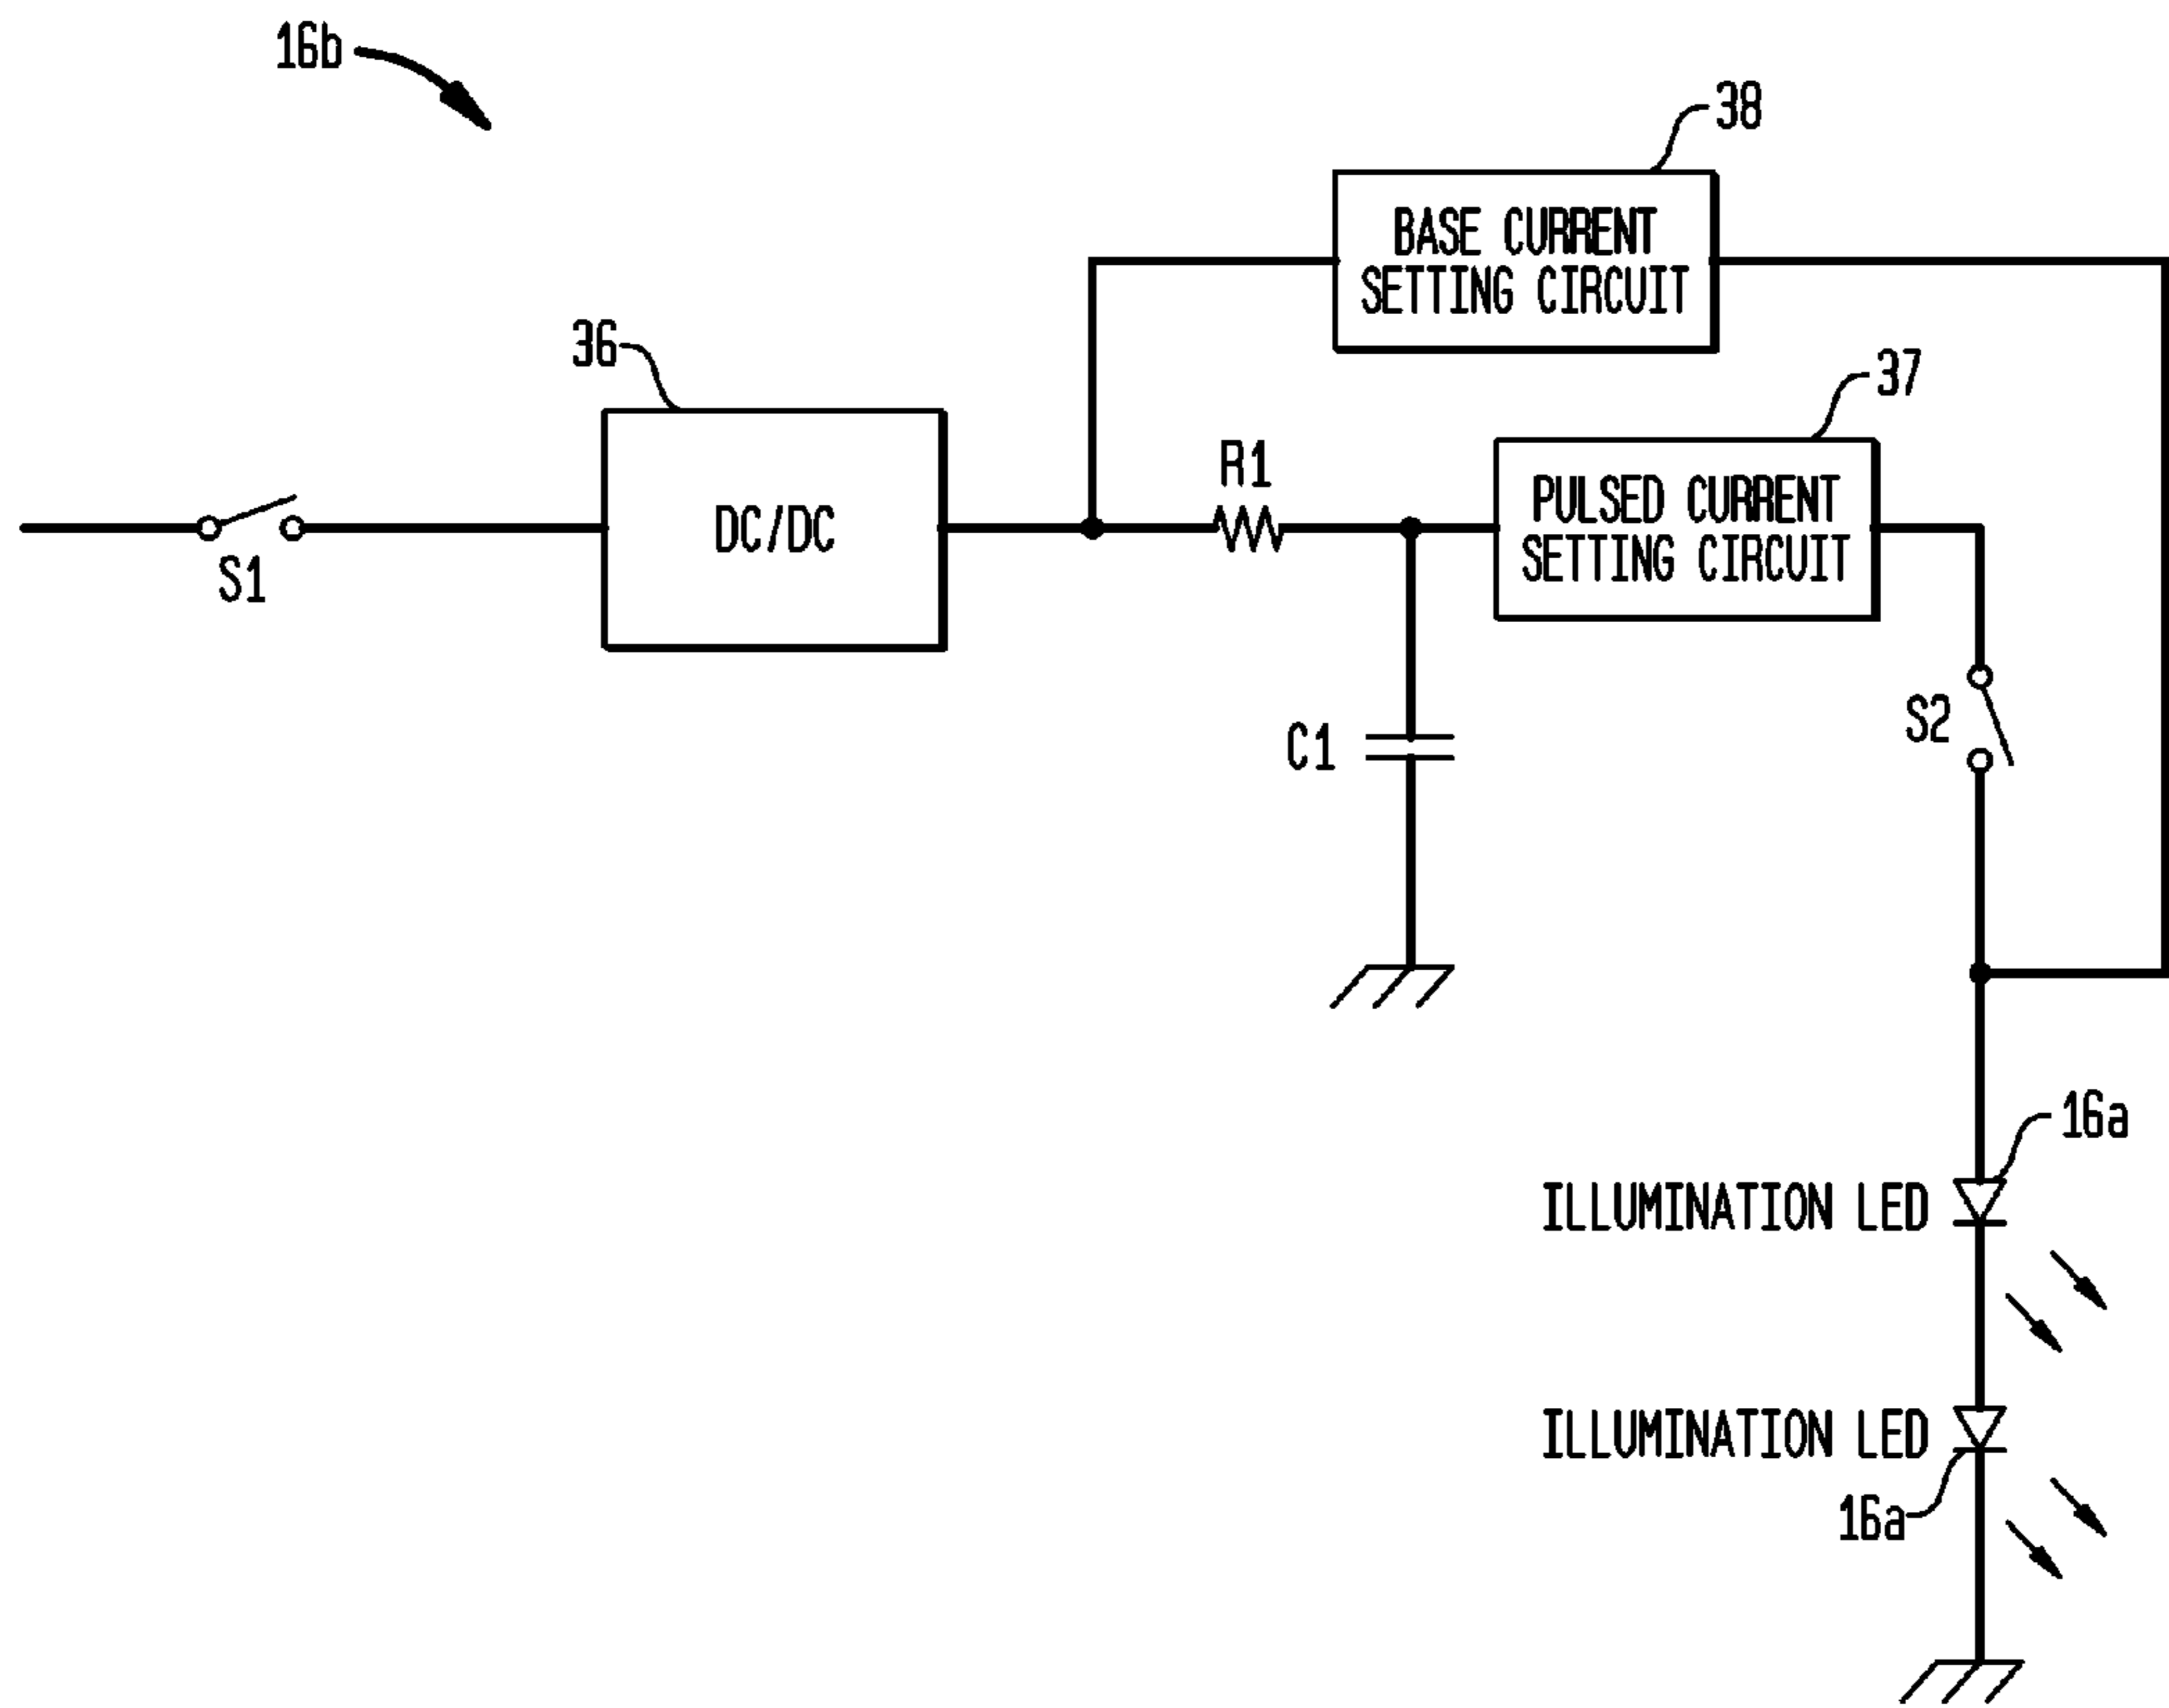 16b
38
BASE CURRENT
SETTING CIRCUIT
36
37
R1
DC/DC
PULSED CURRENT
SETTING CIRCUIT
S1
S2
C1
16a
ILLUMINATION LED
ILLUMINATION LED
16a